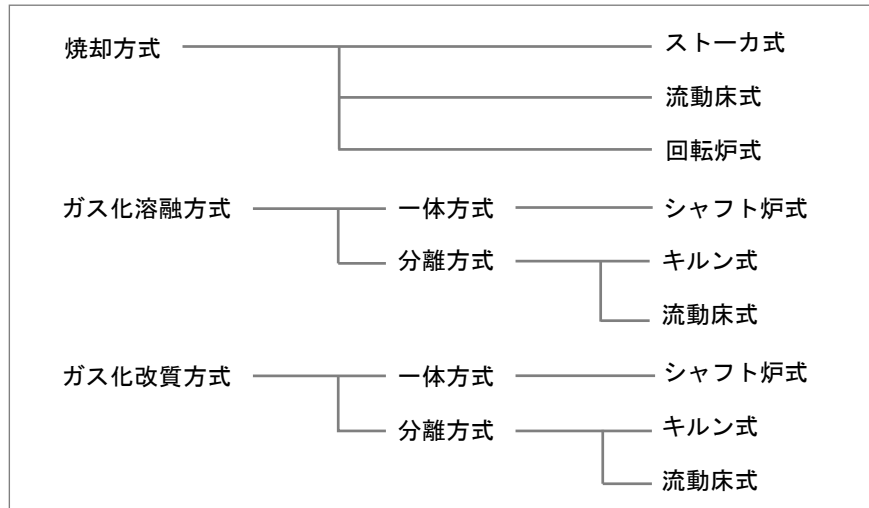 焼却方式 ストーカ式
流動床式
回転炉式
ガス化溶融方式 一体方式 シャフト炉式
分離方式 キルン式
流動床式
ガス化改質方式 一体方式 シャフト炉式
分離方式 キルン式
流動床式